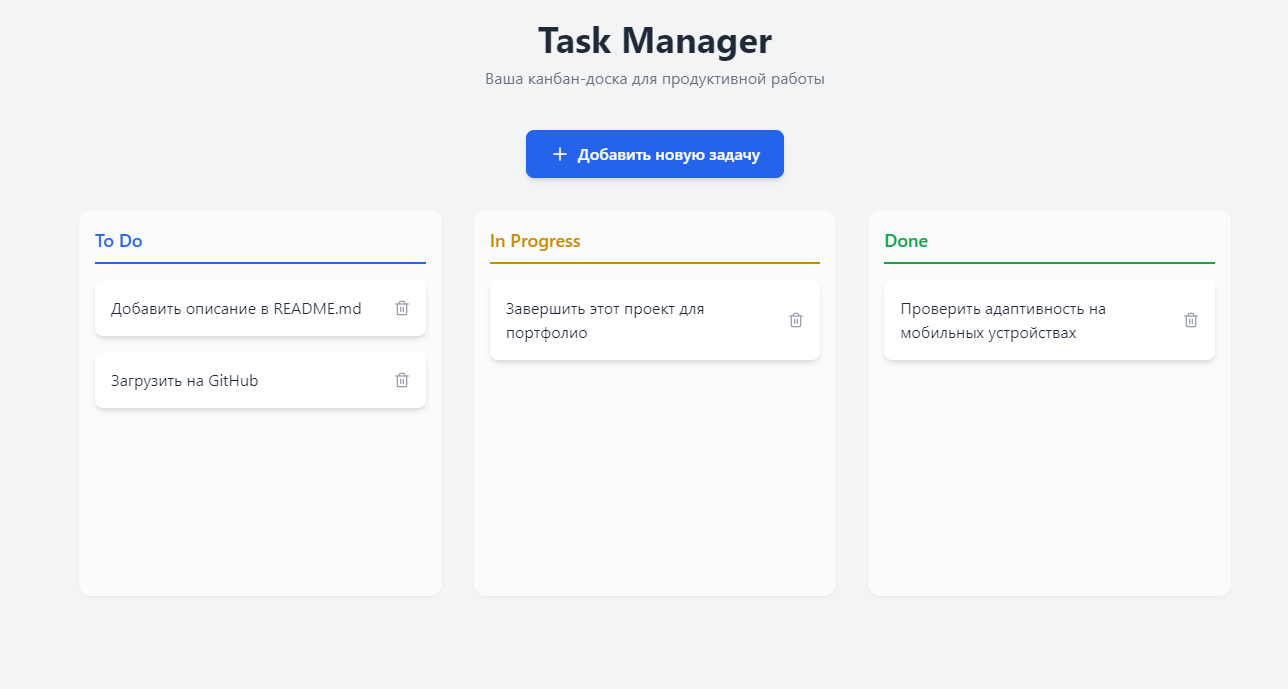 Task Manager
Ваша канбан-доска для продуктивной работы
Добавить новую задачу
To Do
Добавить описание в README.md
Загрузить на GitHub
In Progress
Завершить этот проект для
портфолио
Done
Проверить адаптивность на
мобильных устройствах